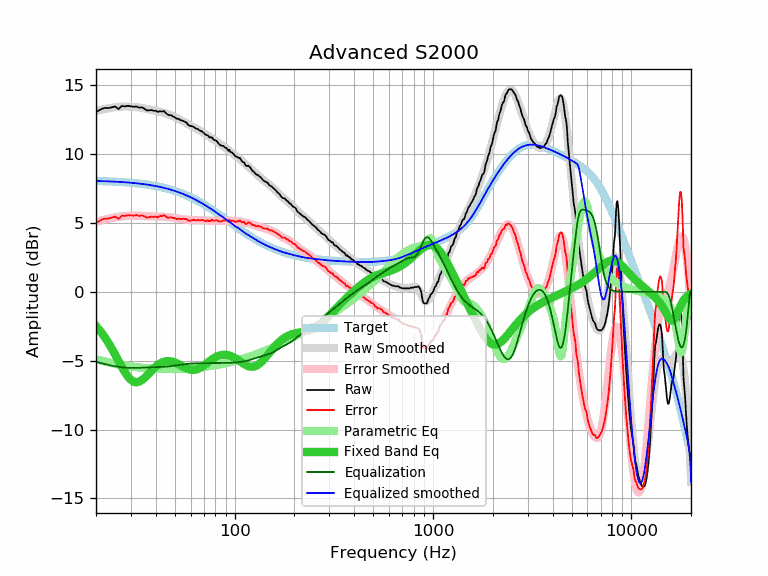 Advanced S2000
15
10
5
0
−5
−10
−15
Amplitude (dBr)
Target
Raw Smoothed
Error Smoothed
Raw
Error
Parametric Eq
Fixed Band Eq
Equalization
Equalized smoothed
100
1000
10000
Frequency (Hz)